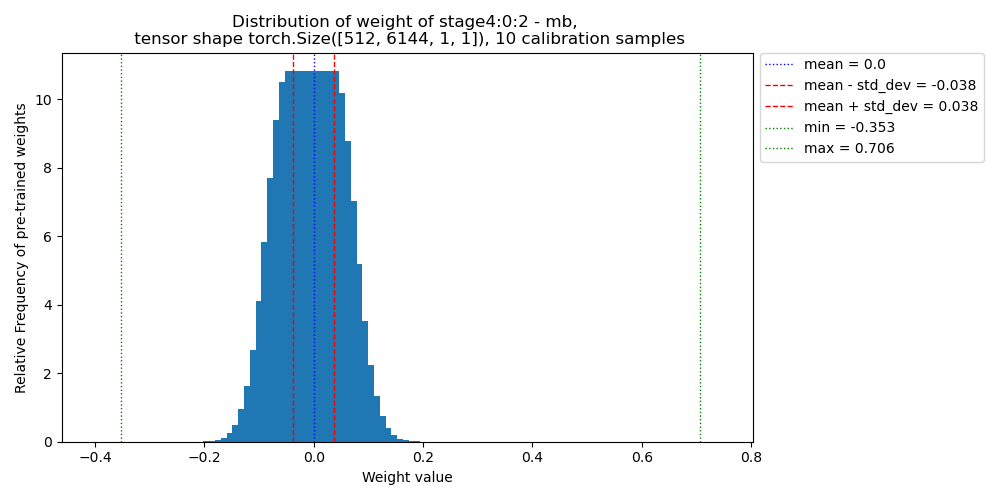 Distribution of weight of stage4:0:2 - mb,
tensor shape torch.Size([512, 6144, 1, 1]), 10 calibration samples
mean = 0.0
mean - std_dev = -0.038
mean + std_dev = 0.038
min = -0.353
max = 0.706
Relative Frequency of pre-trained weights
10
8
6
4
2
0
−0.4
−0.2
0.0
0.2
0.4
0.6
0.8
Weight value